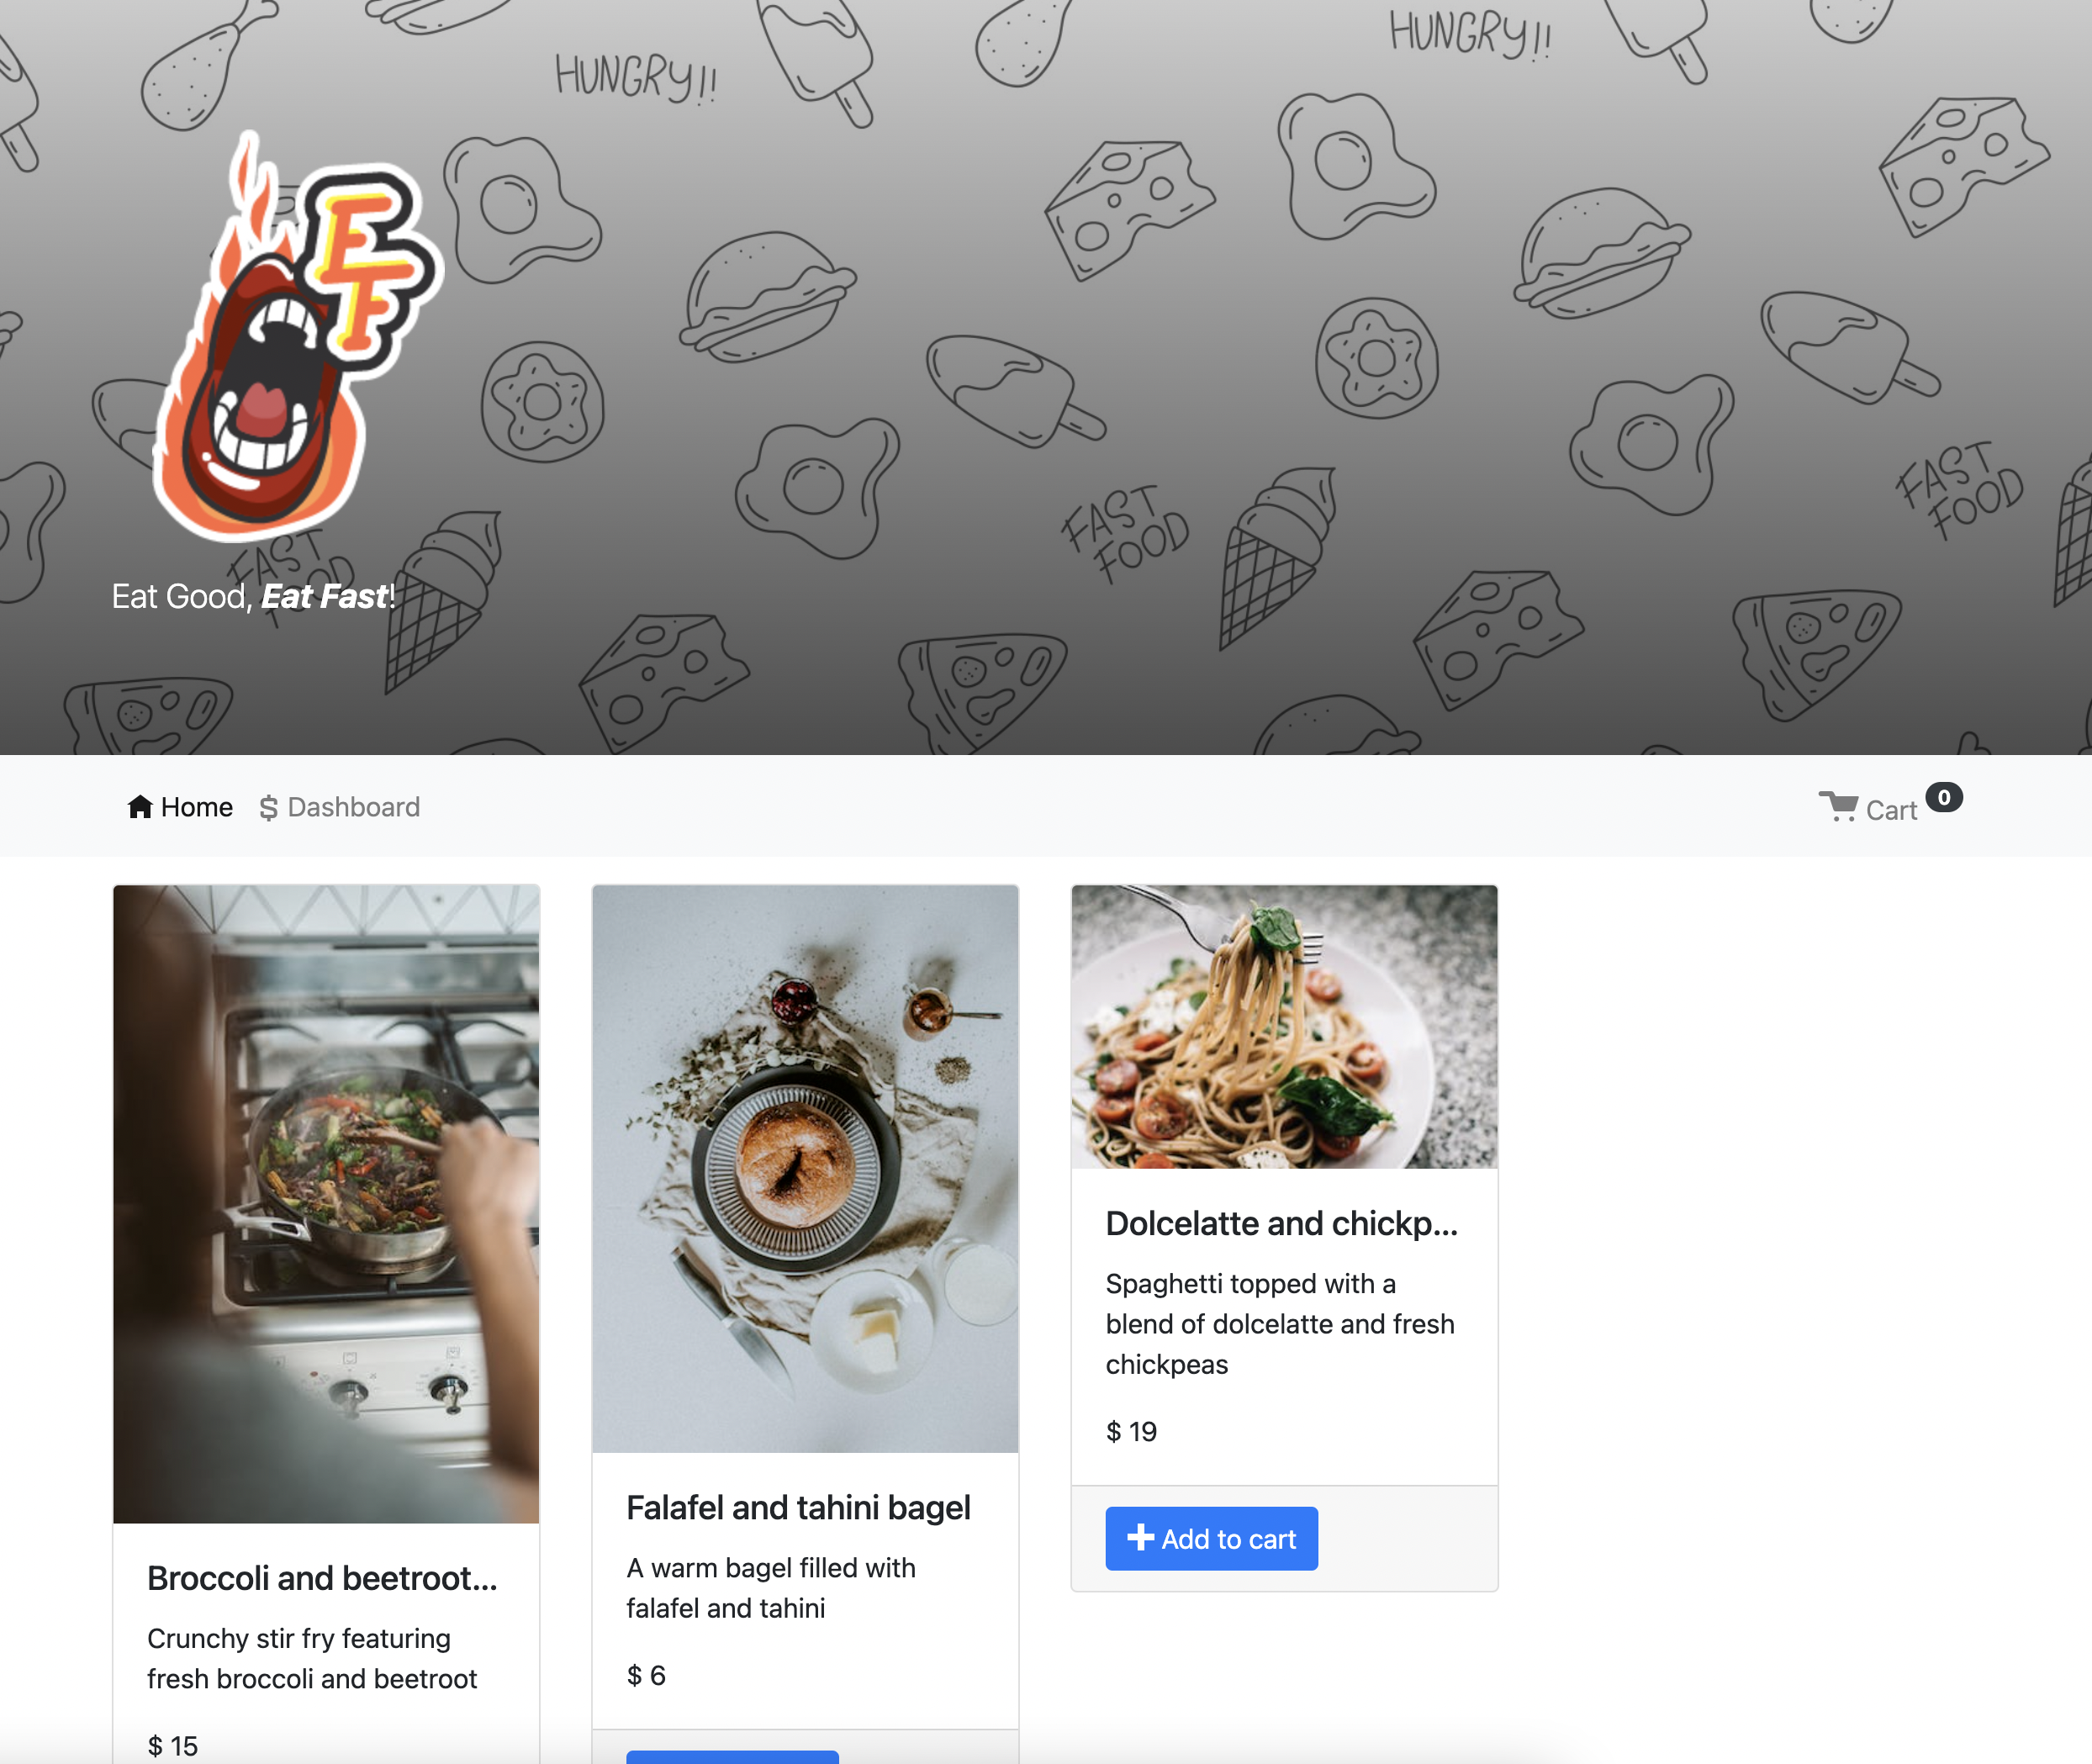 HUNGRY!!
HUNGRY!!
EF
FAST
FOOD
FAST
FOOD
FAST
FOOD
Eat Good, Eat Fast!
Home
$ Dashboard
Cart 0
Broccoli and beetroot...
Crunchy stir fry featuring
fresh broccoli and beetroot
$ 15
Falafel and tahini bagel
A warm bagel filled with
falafel and tahini
$ 6
Dolcelatte and chickp...
Spaghetti topped with a
blend of dolcelatte and fresh
chickpeas
$ 19
Add to cart